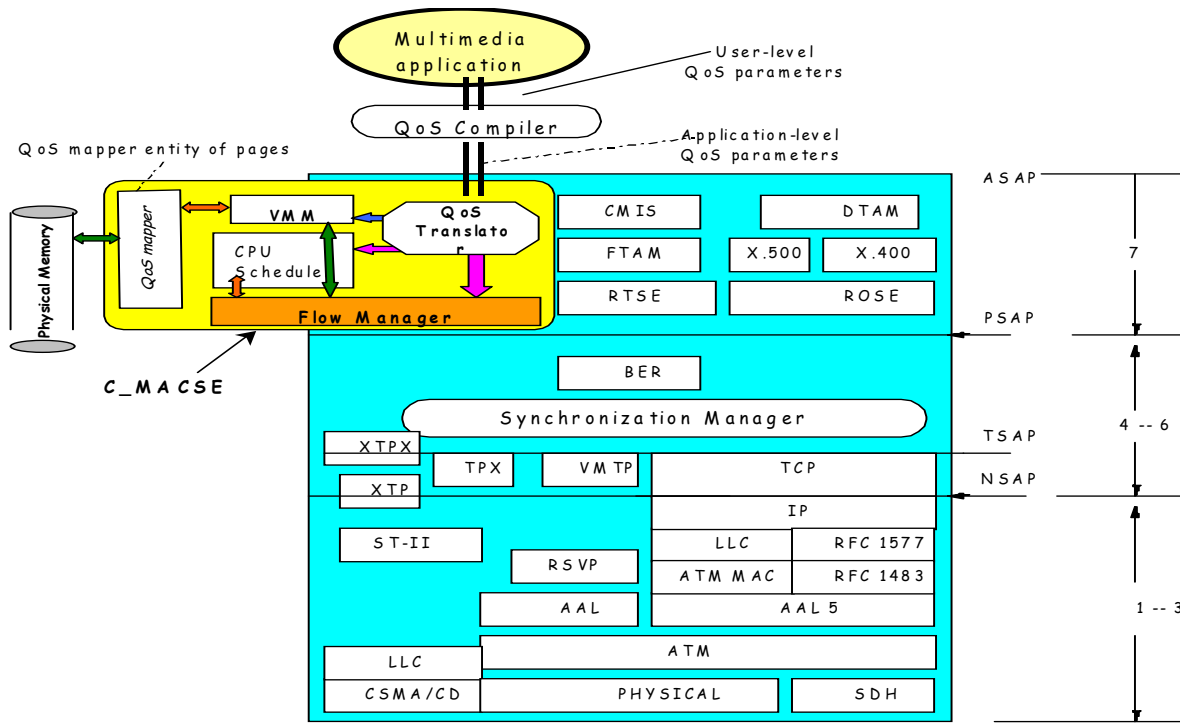 Multimedia
application
User-level
QoS parameters
QoS Compiler
Application-level
QoS parameters
QoS mapper entity of pages
ASAP
Physical Memory
QoS mapper
VMM
CPU
Schedule
QoS
Translato
r
Flow Manager
C_MACSE
CMIS
DTAM
FTAM
X.500
X.400
RTSE
ROSE
7
PSAP
BER
Synchronization Manager
4 -- 6
TSAP
XTPX
TPX
VMTP
TCP
NSAP
XTP
IP
ST-II
LLC
RFC 1577
RSVP
ATM MAC
RFC 1483
AAL
AAL 5
1 -- 3
ATM
LLC
CSMA/CD
PHYSICAL
SDH